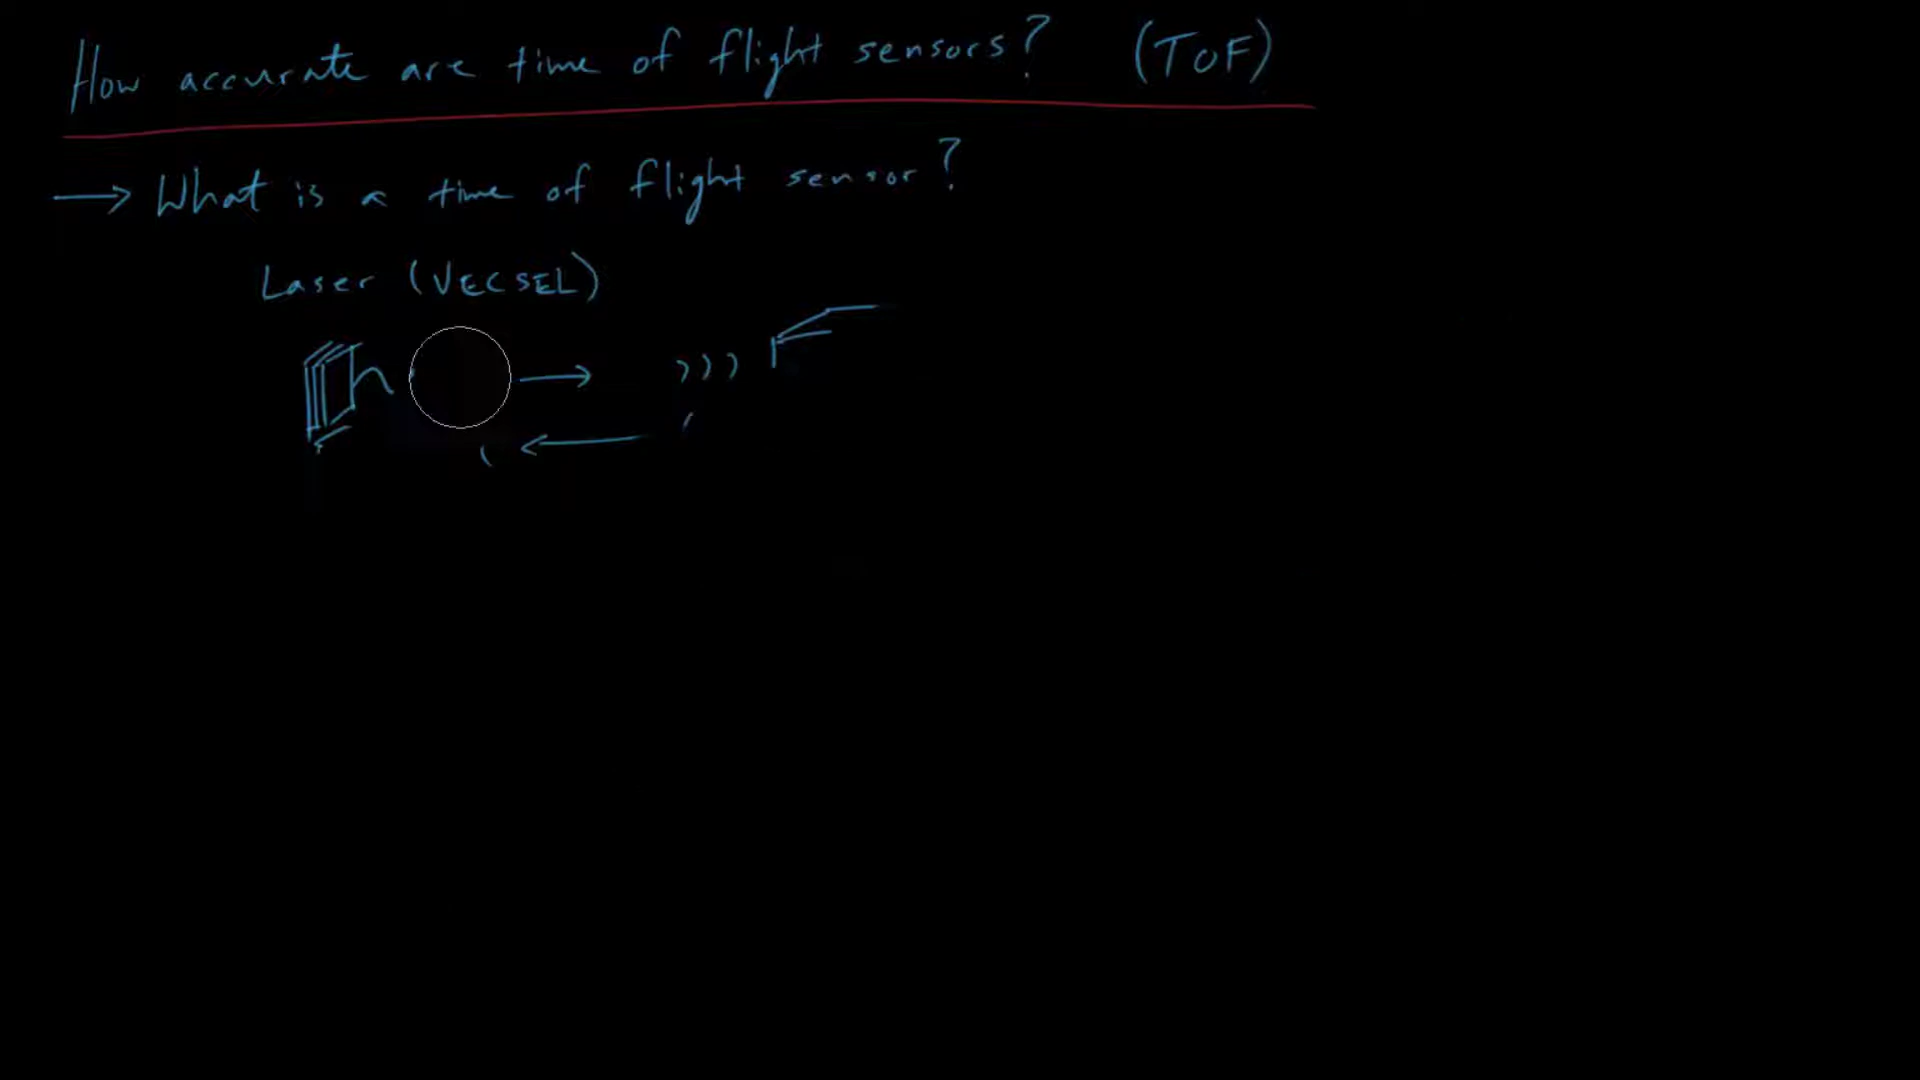 How accurate are time of flight sensors? (ToF)
→ What is a time of flight sensor?
Laser (VECSEL)